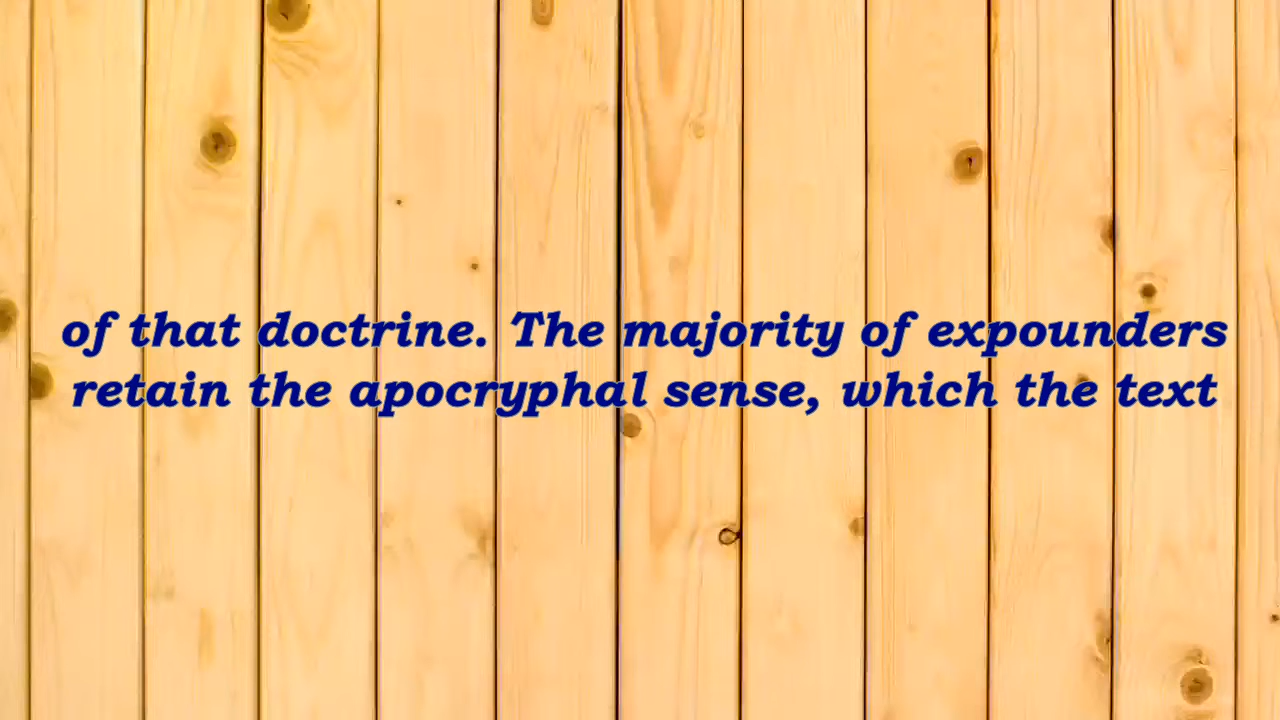 of that doctrine. The majority of expounders
retain the apocryphal sense, which the text